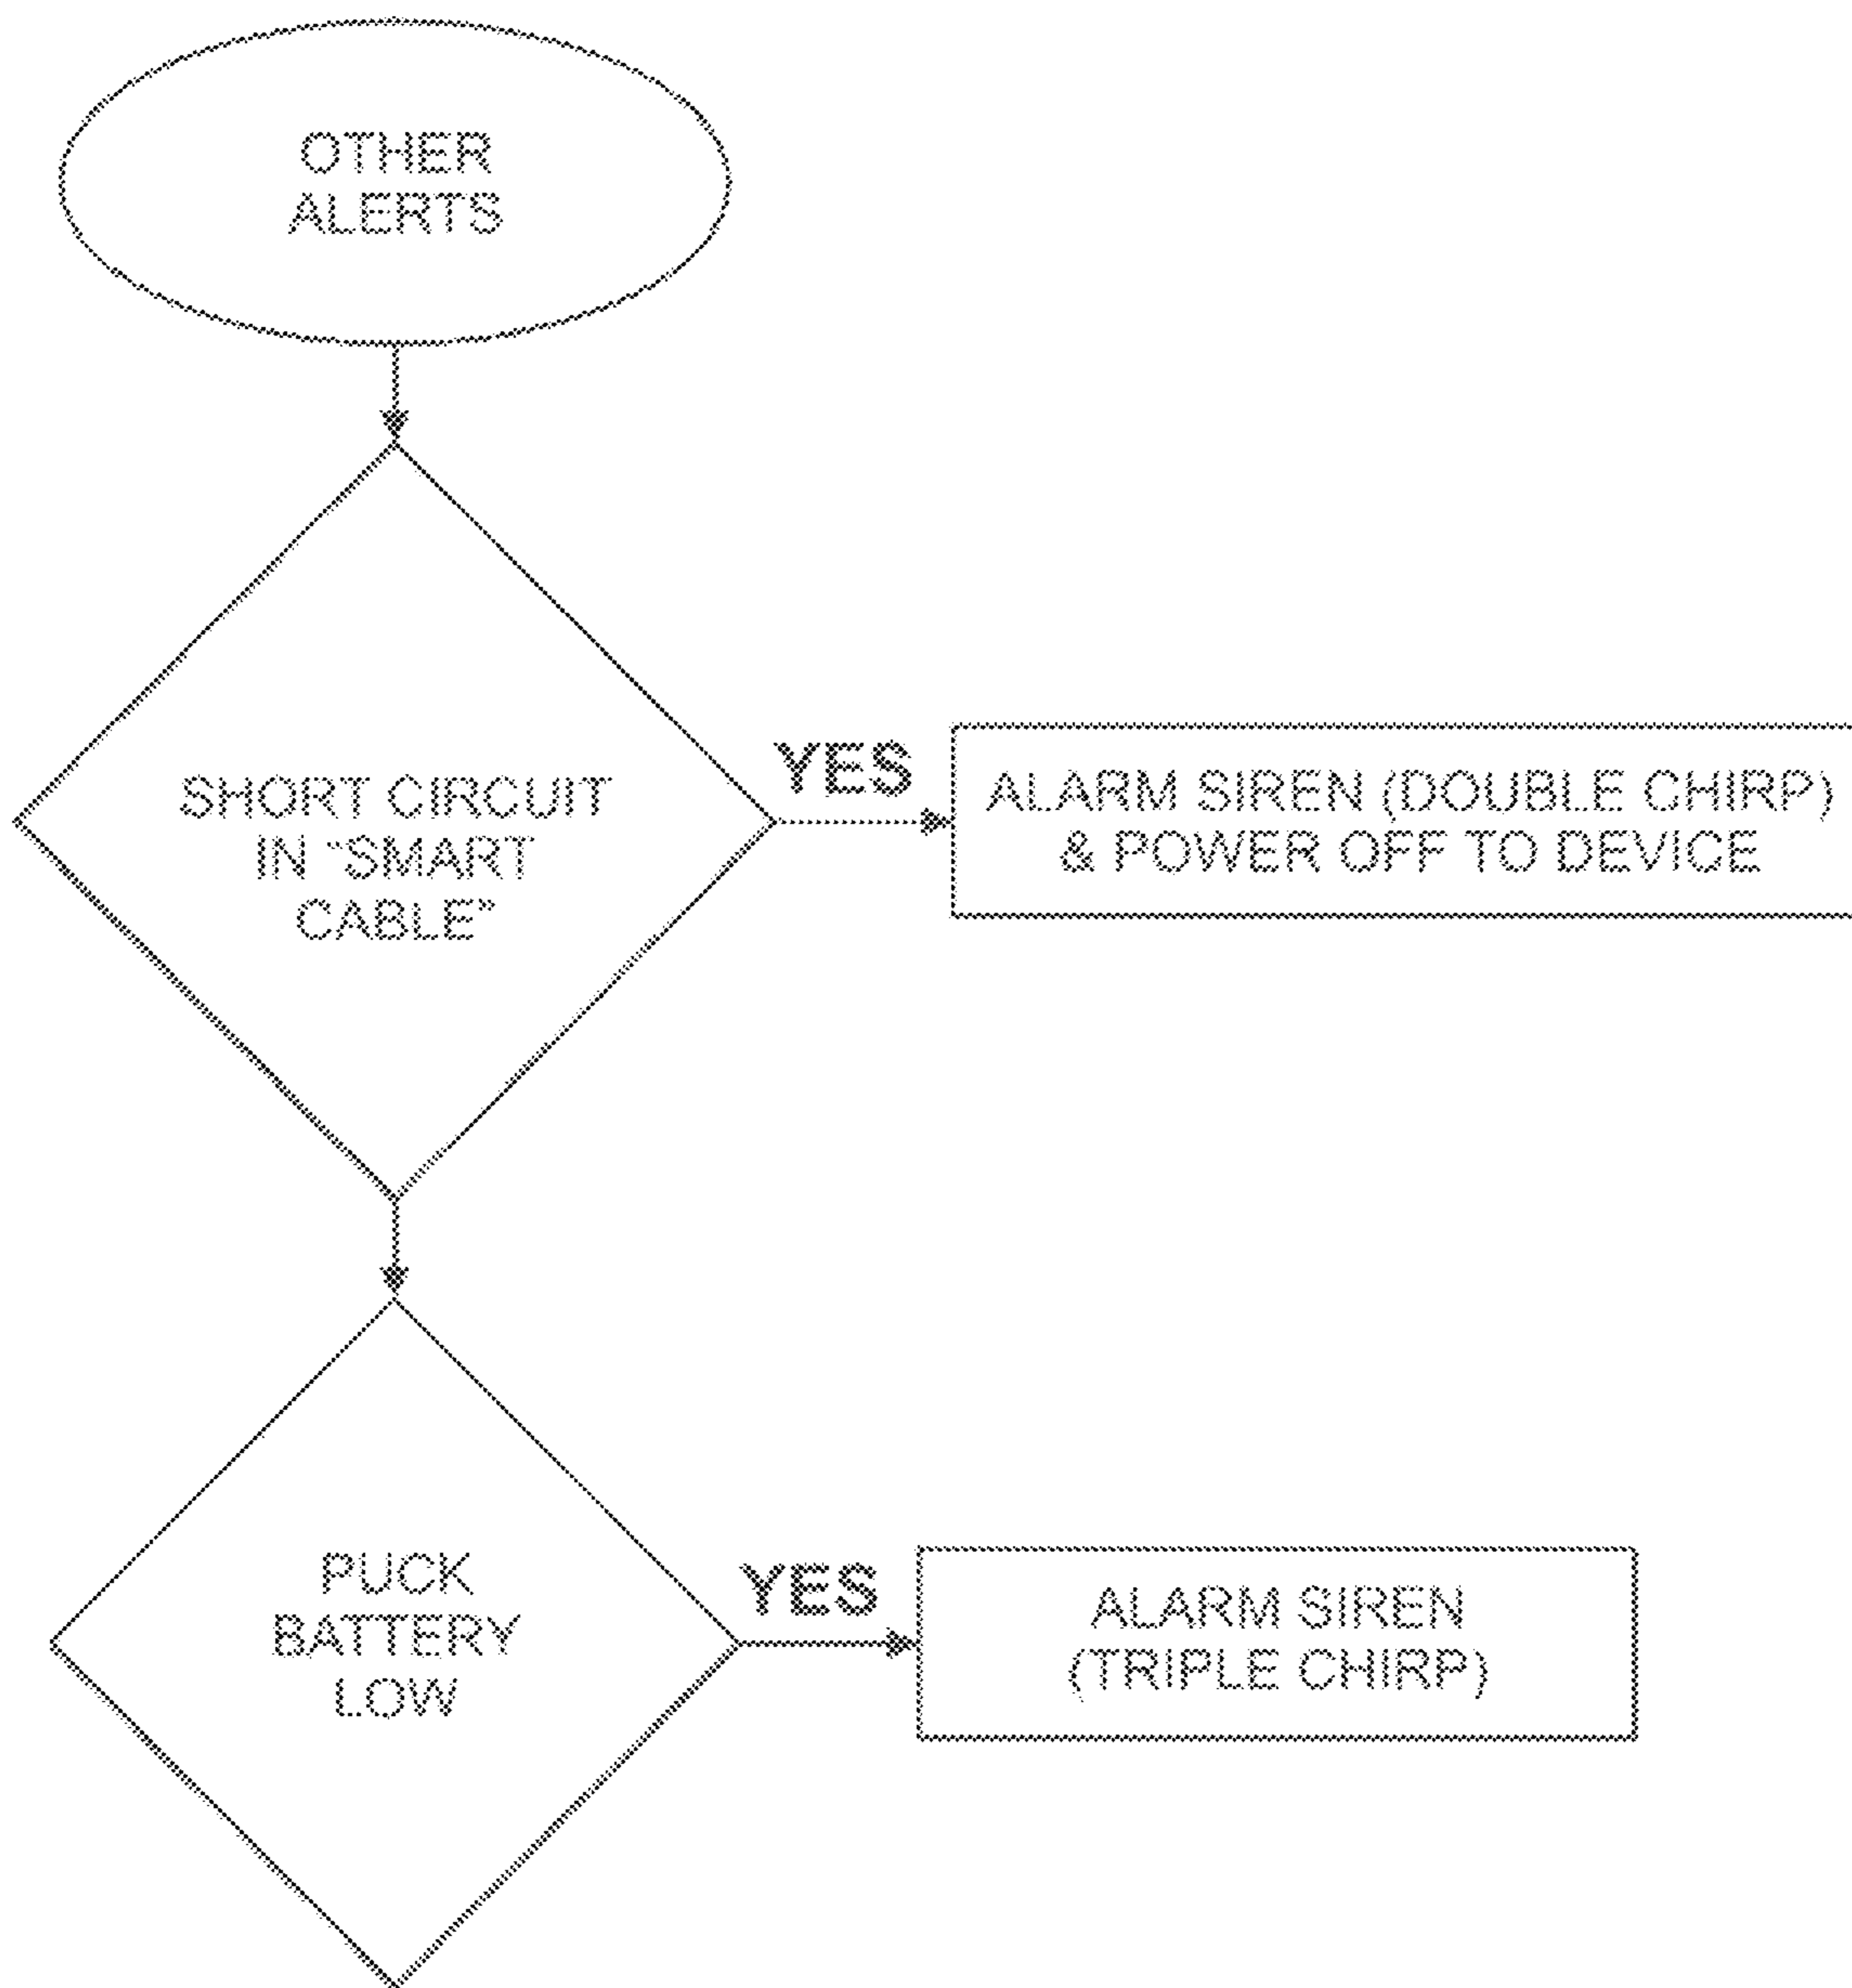 OTHER
ALERTS
SHORT CIRCUIT
IN “SMART
CABLE”
YES
ALARM SIREN (DOUBLE CHIRP)
& POWER OFF TO DEVICE
PUCK
BATTERY
LOW
YES
ALARM SIREN
(TRIPLE CHIRP)